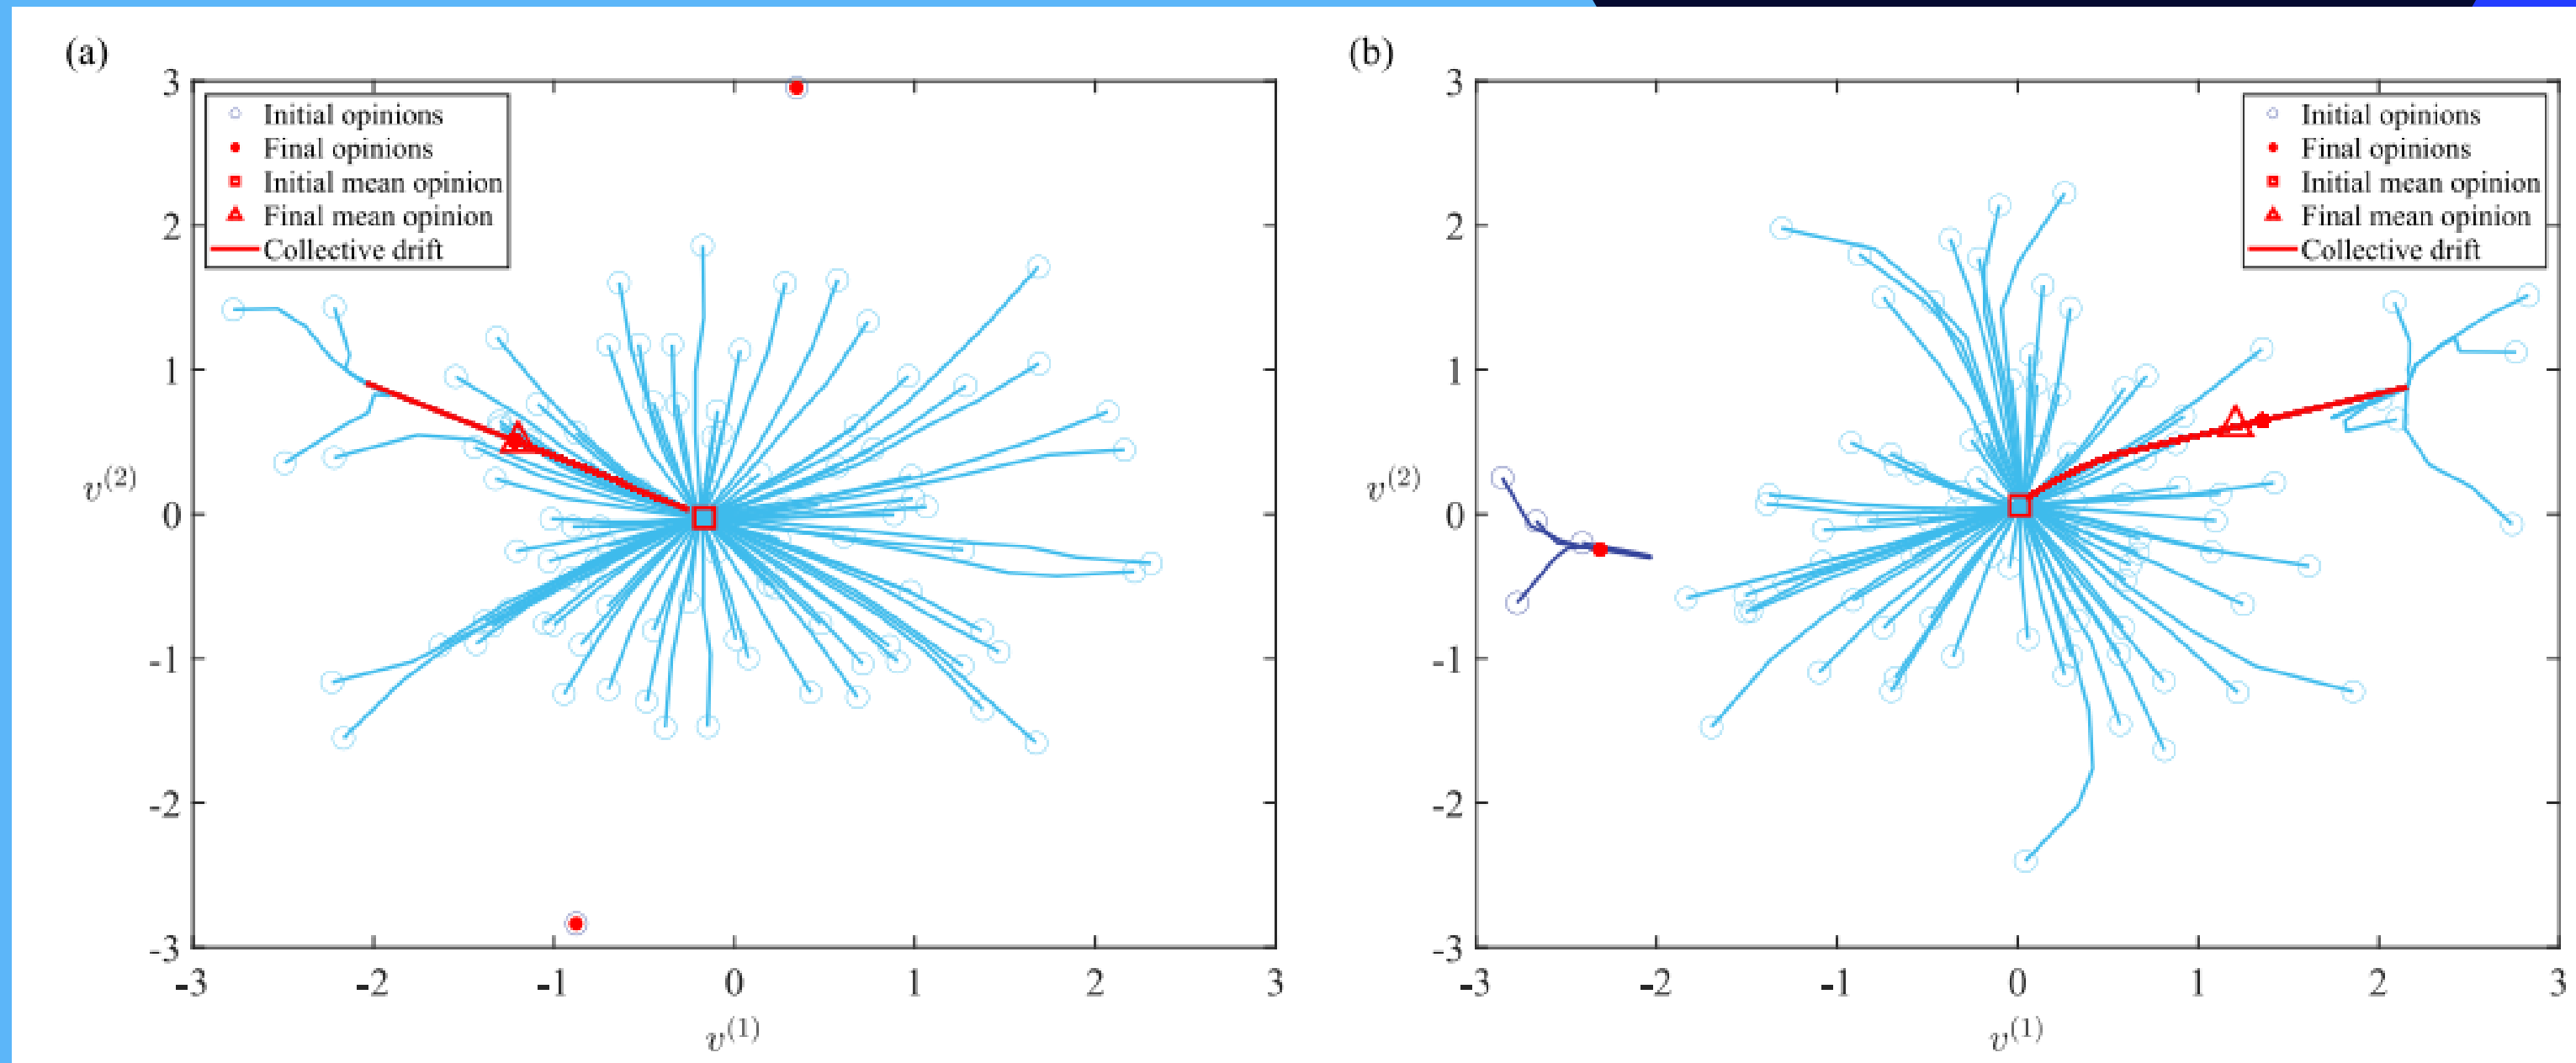 (a)
3
2
1
0
-1
-2
-3
v^(2)
Initial opinions
Final opinions
Initial mean opinion
Final mean opinion
Collective drift
-3 -2 -1 0 1 2 3
v^(1)
(b)
3
2
1
0
-1
-2
-3
v^(2)
Initial opinions
Final opinions
Initial mean opinion
Final mean opinion
Collective drift
-3 -2 -1 0 1 2 3
v^(1)